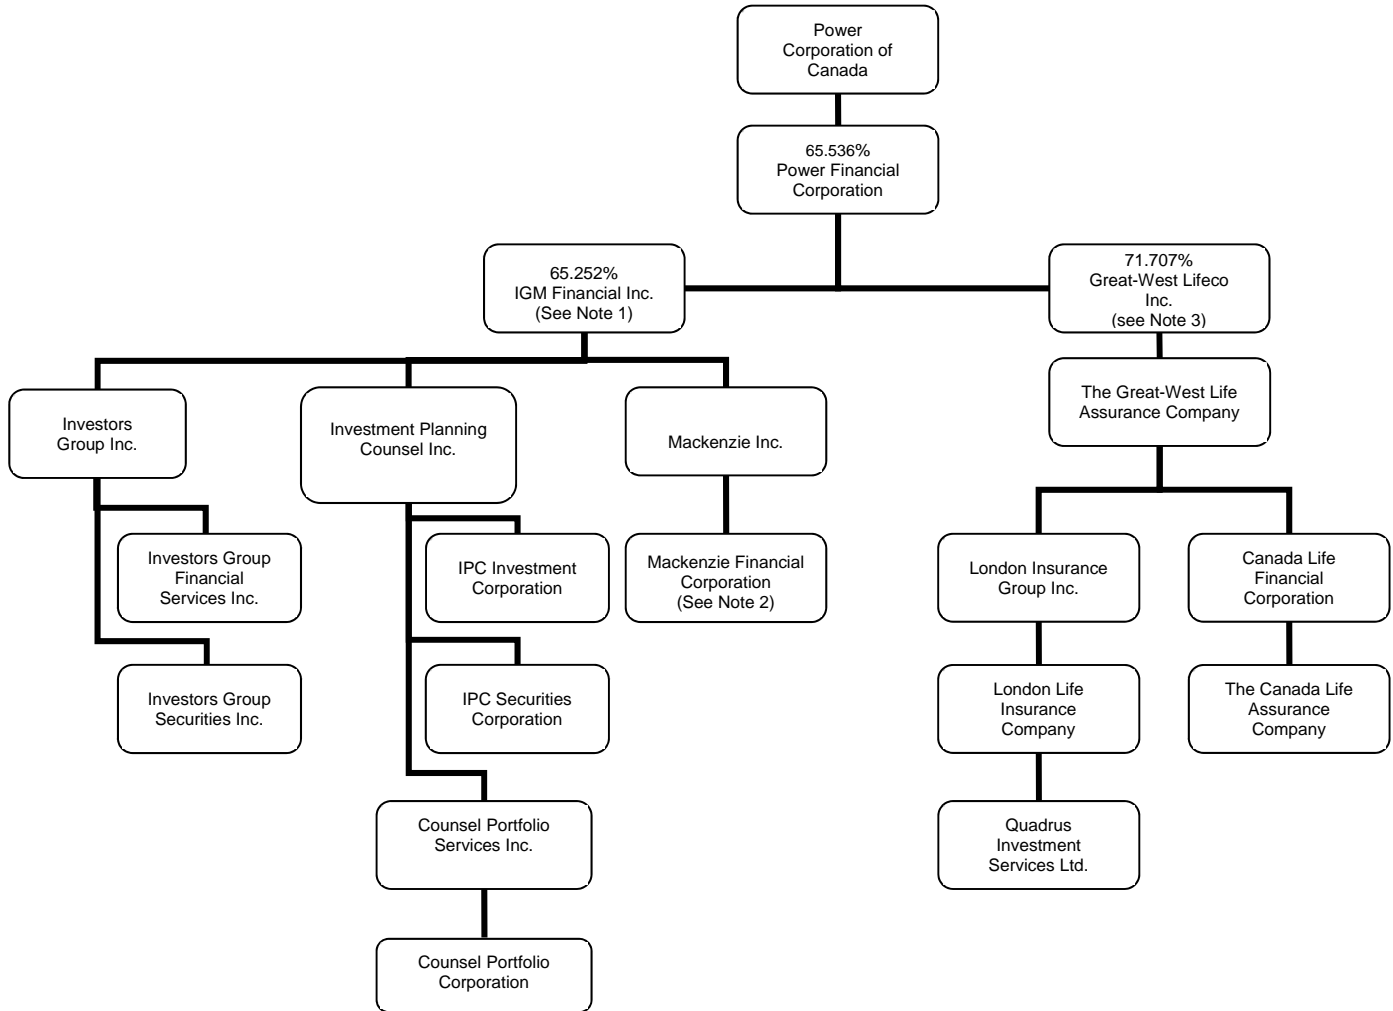 Power
Corporation of
Canada
65.536%
Power Financial
Corporation
65.252%
IGM Financial Inc.
(See Note 1)
71.707%
Great-West Lifeco
Inc.
(see Note 3)
Investors
Group Inc.
Investment Planning
Counsel Inc.
Mackenzie Inc.
The Great-West Life
Assurance Company
Investors Group
Financial
Services Inc.
IPC Investment
Corporation
Mackenzie Financial
Corporation
(See Note 2)
London Insurance
Group Inc.
Canada Life
Financial
Corporation
Investors Group
Securities Inc.
IPC Securities
Corporation
London Life
Insurance
Company
The Canada Life
Assurance
Company
Counsel Portfolio
Services Inc.
Quadrus
Investment
Services Ltd.
Counsel Portfolio
Corporation